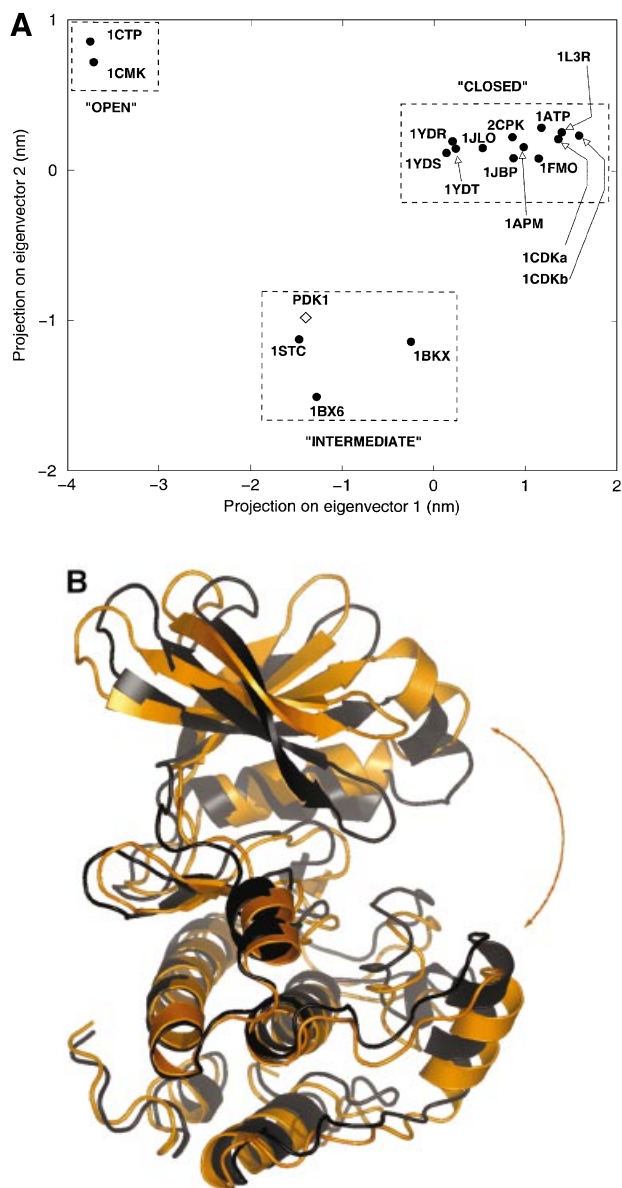 A
1
0
−1
−2
−4
−3
−2
−1
0
1
2
Projection on eigenvector 2 (nm)
Projection on eigenvector 1 (nm)
1CTP
1CMK
"OPEN"
1L3R
"CLOSED"
1ATP
2CPK
1JLO
1YDR
1YDS
1YDT
1JBP
1FMO
1APM
1CDKa
1CDKb
PDK1
1STC
1BKX
1BX6
"INTERMEDIATE"
B